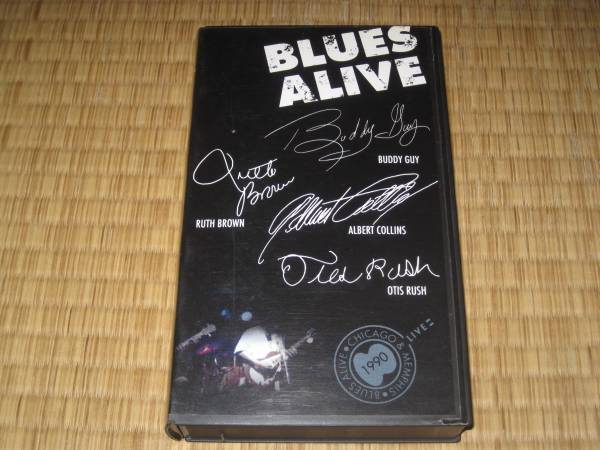 BLUES
ALIVE
Buddy Guy
BUDDY GUY
Ruth
Brown
RUTH BROWN
Albert Collins
ALBERT COLLINS
Otis Rush
OTIS RUSH
LIVE
CHICAGO & MEMPHIS • BLUES ALIVE •
1990